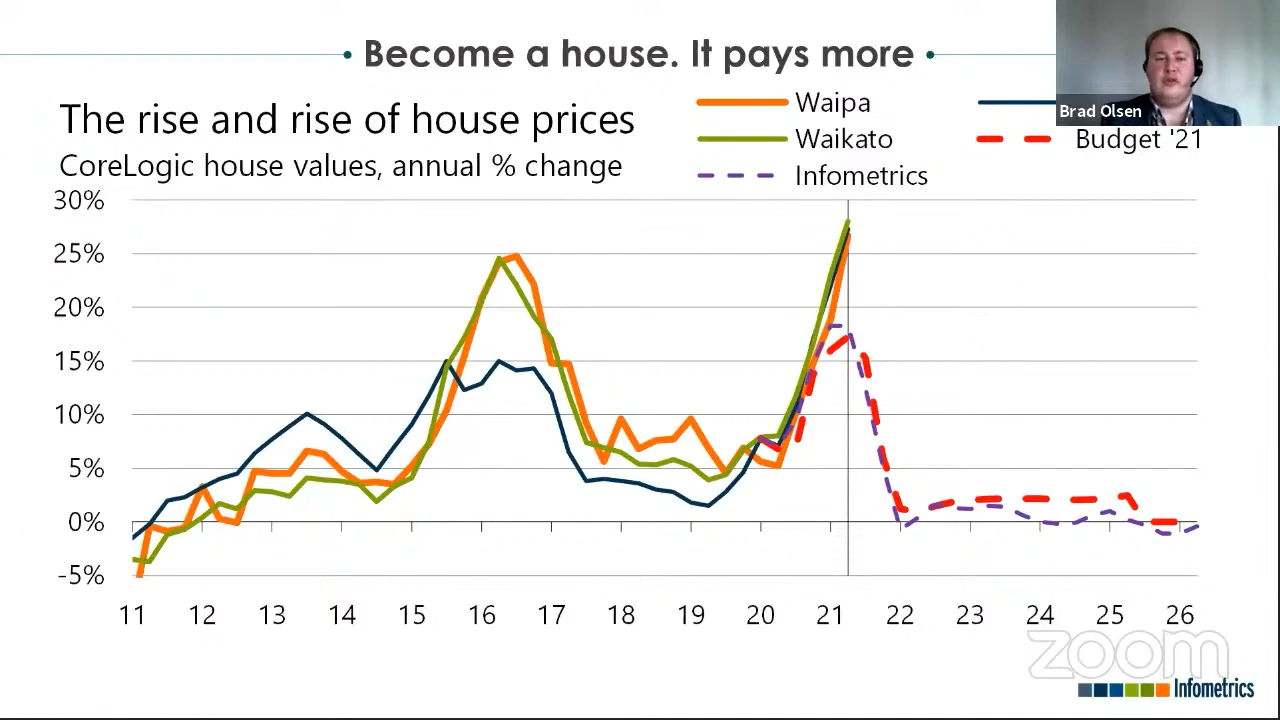 Become a house. It pays more
Brad Olsen
The rise and rise of house prices
CoreLogic house values, annual % change
Waipa
Waikato
Budget '21
Infometrics
30%
25%
20%
15%
10%
5%
0%
-5%
11 12 13 14 15 16 17 18 19 20 21 22 23 24 25 26
zoom
Infometrics